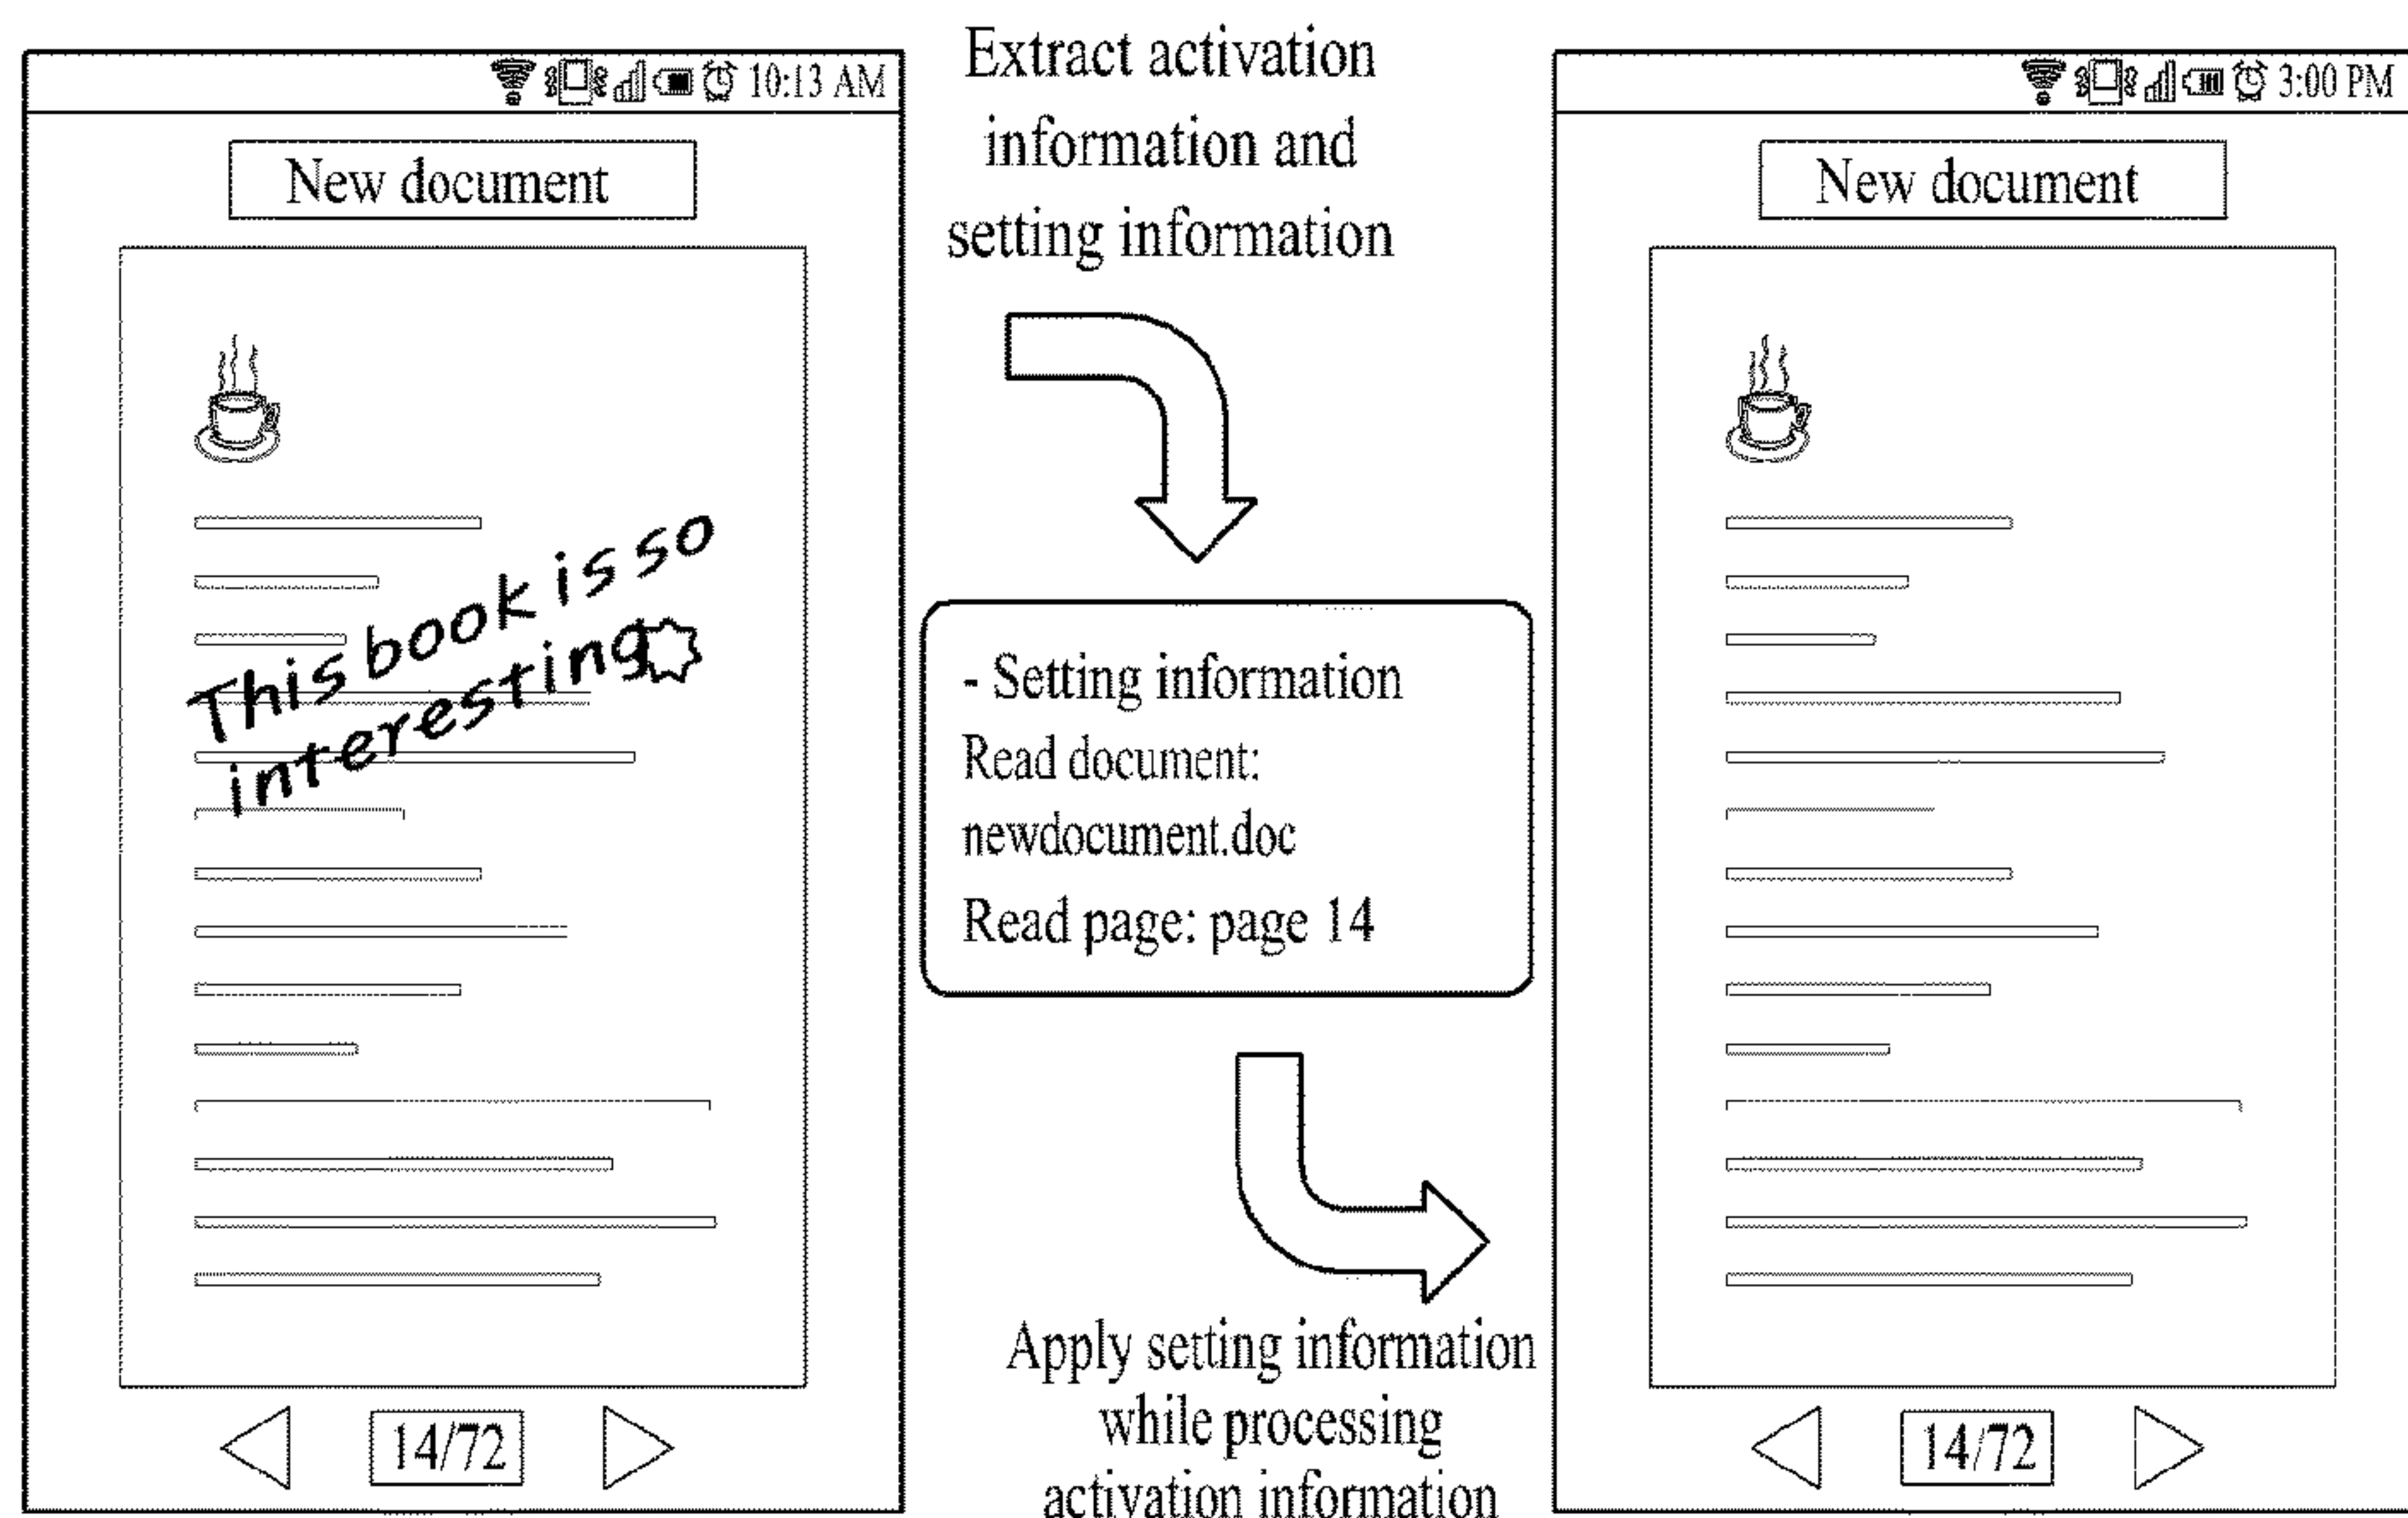 10:13 AM
New document
This book is so
interesting
14/72
Extract activation
information and
setting information
- Setting information
Read document:
newdocument.doc
Read page: page 14
Apply setting information
while processing
activation information
3:00 PM
New document
14/72